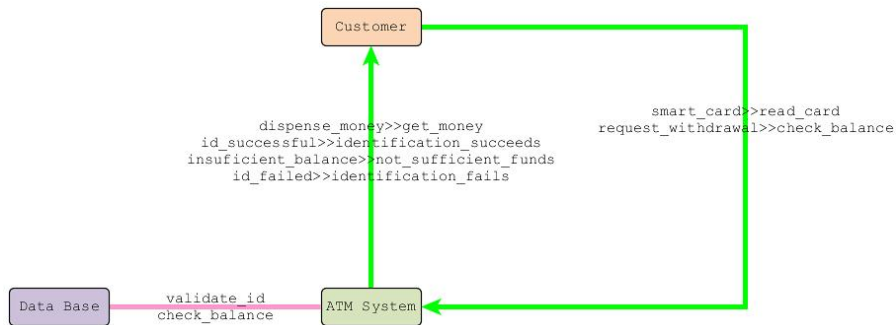 Customer
smart_card>>read_card
request_withdrawal>>check_balance
dispense_money>>get_money
id_successful>>identification_succeeds
insuficient_balance>>not_sufficient_funds
id_failed>>identification_fails
Data Base
validate_id
check_balance
ATM System